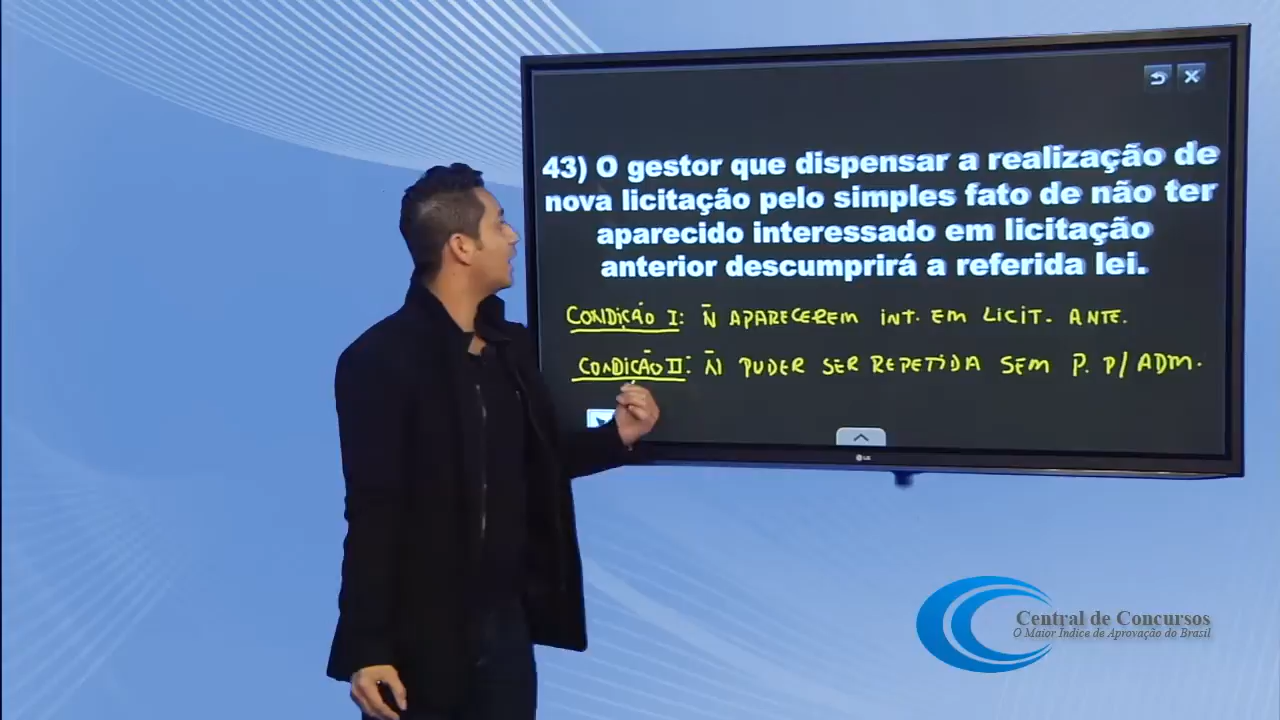 43) O gestor que dispensar a realização de
nova licitação pelo simples fato de não ter
aparecido interessado em licitação
anterior descumprirá a referida lei.
CONDIÇÃO I: Ñ APARECEREM INT. EM LICIT. ANTE.
CONDIÇÃO II: Ñ PUDER SER REPETIDA SEM P. P/ ADM.
LG
Central de Concursos
O Maior Índice de Aprovação do Brasil